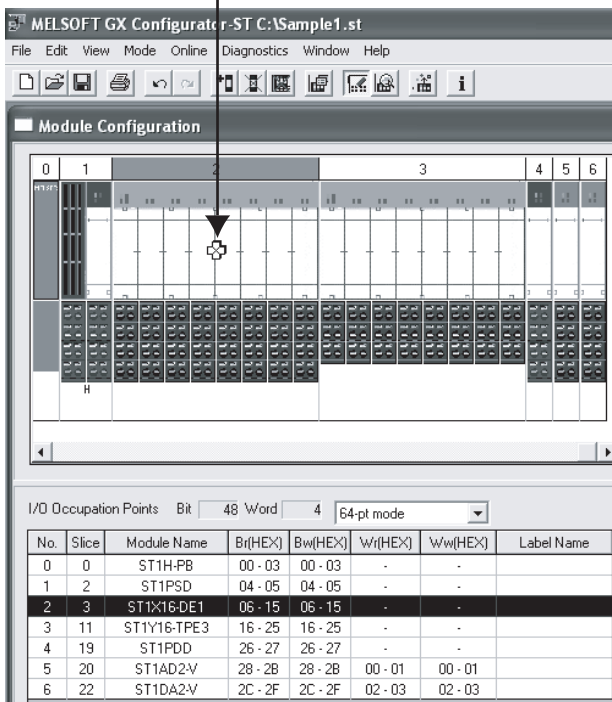 MELSOFT GX Configurator-ST C:\Sample1.st
File Edit View Mode Online Diagnostics Window Help
Module Configuration
0 1 2 3 4 5 6
H
I/O Occupation Points Bit 48 Word 4 64-pt mode
No. Slice Module Name Br(HEX) Bw(HEX) Wr(HEX) Ww(HEX) Label Name
0 0 ST1H-PB 00 - 03 00 - 03 - -
1 2 ST1PSD 04 - 05 04 - 05 - -
2 3 ST1X16-DE1 06 - 15 06 - 15 - -
3 11 ST1Y16-TPE3 16 - 25 16 - 25 - -
4 19 ST1PDD 26 - 27 26 - 27 - -
5 20 ST1AD2-V 28 - 2B 28 - 2B 00 - 01 00 - 01
6 22 ST1DA2-V 2C - 2F 2C - 2F 02 - 03 02 - 03